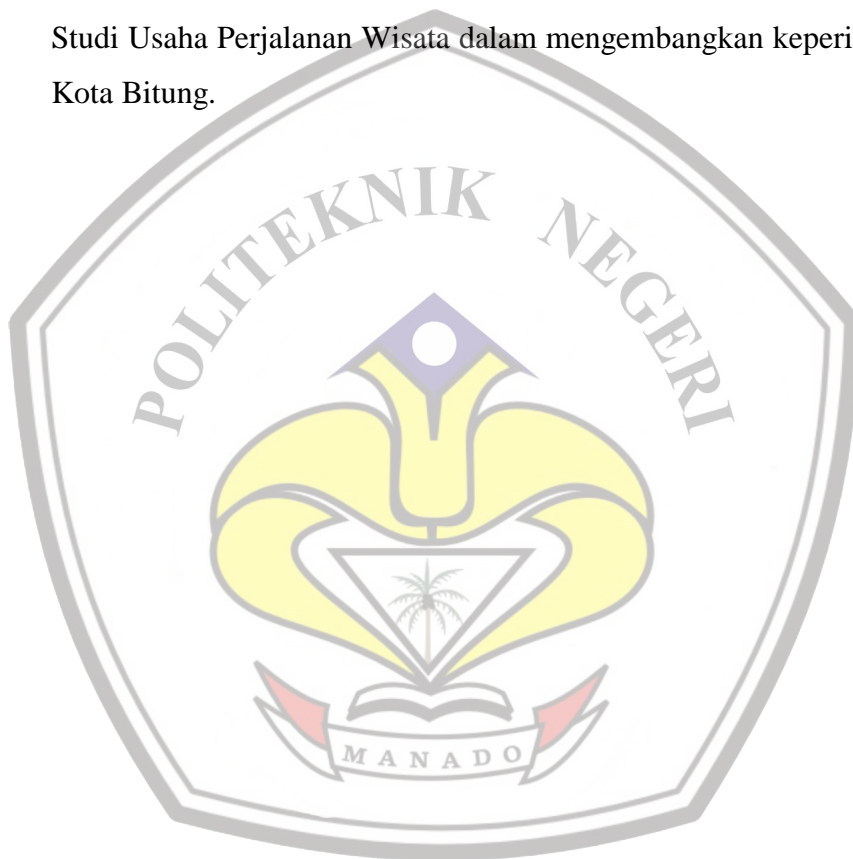 Studi Usaha Perjalanan Wisata dalam mengembangkan keperi
Kota Bitung.
POLITEKNIK NEGERI
MANADO